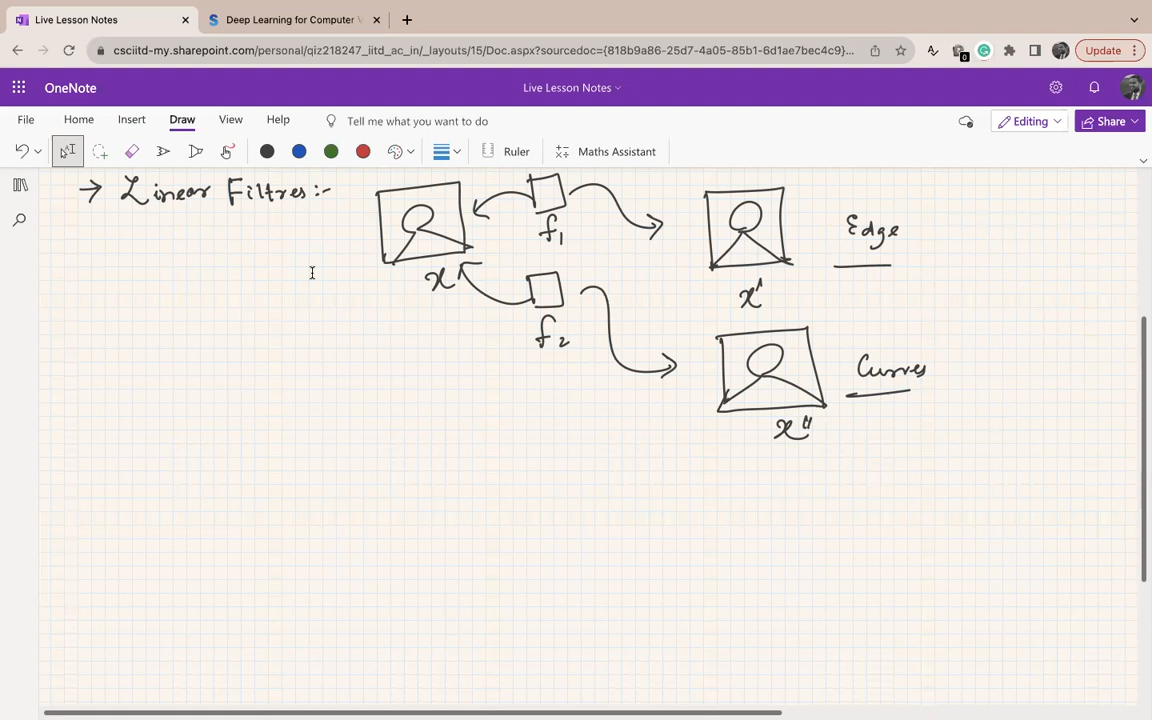 Live Lesson Notes
Deep Learning for Computer V
csciitd-my.sharepoint.com/personal/qiz218247_iitd_ac_in/_layouts/15/Doc.aspx?sourcedoc={818b9a86-25d7-4a05-85b1-6d1ae7bec4c9}...
0
Update
OneNote
Live Lesson Notes
File Home Insert Draw View Help Tell me what you want to do
Editing Share
Ruler Maths Assistant
→ Linear Filtres :-
f1
Edge
x
x'
f2
Curves
x''